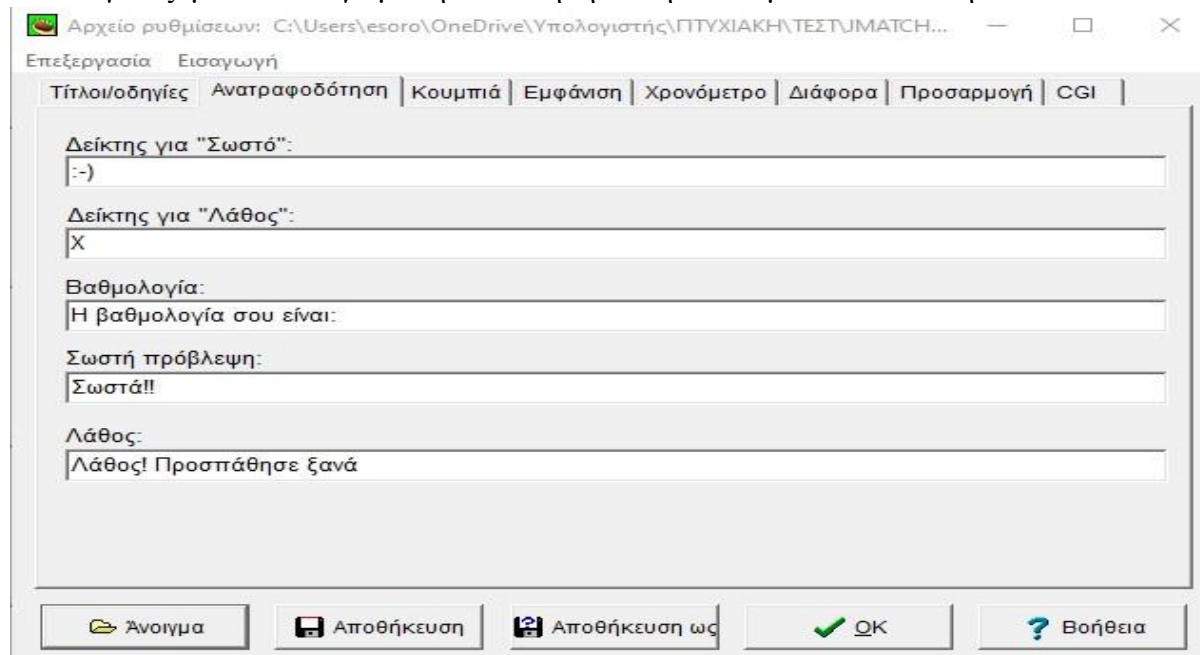 Αρχείο ρυθμίσεων: C:\Users\esoro\OneDrive\Υπολογιστής\ΠΤΥΧΙΑΚΗ\ΤΕΣΤ\JMATCH...
Επεξεργασία Εισαγωγή
Τίτλοι/οδηγίες Ανατραφοδότηση Κουμπιά Εμφάνιση Χρονόμετρο Διάφορα Προσαρμογή CGI
Δείκτης για "Σωστό":
:-)
Δείκτης για "Λάθος":
X
Βαθμολογία:
Η βαθμολογία σου είναι:
Σωστή πρόβλεψη:
Σωστά!!
Λάθος:
Λάθος! Προσπάθησε ξανά
Άνοιγμα Αποθήκευση Αποθήκευση ως OK Βοήθεια